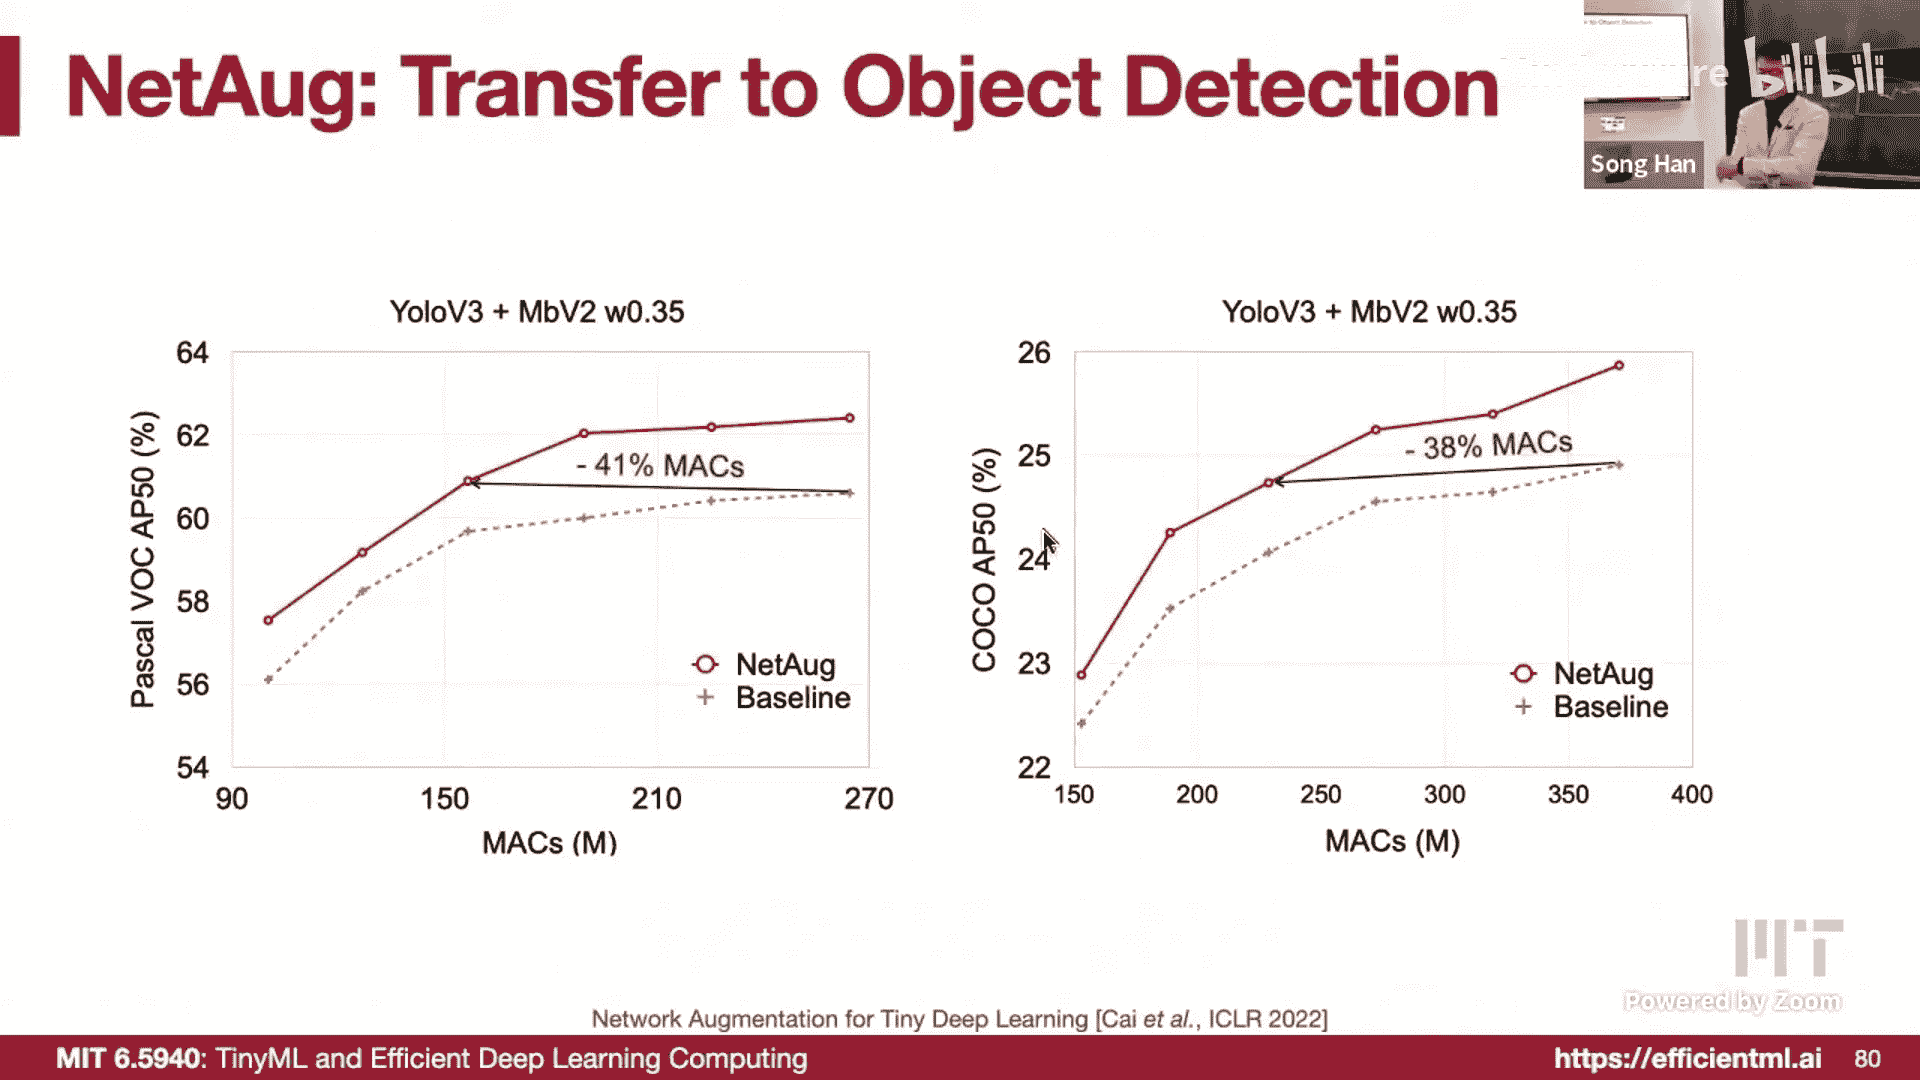 NetAug: Transfer to Object Detection
re
bilibili
Song Han
YoloV3 + MbV2 w0.35
64
62
60
58
56
54
90
150
210
270
Pascal VOC AP50 (%)
MACs (M)
- 41% MACs
NetAug
Baseline
YoloV3 + MbV2 w0.35
26
25
24
23
22
150
200
250
300
350
400
COCO AP50 (%)
MACs (M)
- 38% MACs
NetAug
Baseline
MIT
Powered by Zoom
Network Augmentation for Tiny Deep Learning [Cai et al., ICLR 2022]
MIT 6.5940: TinyML and Efficient Deep Learning Computing
https://efficientml.ai
80